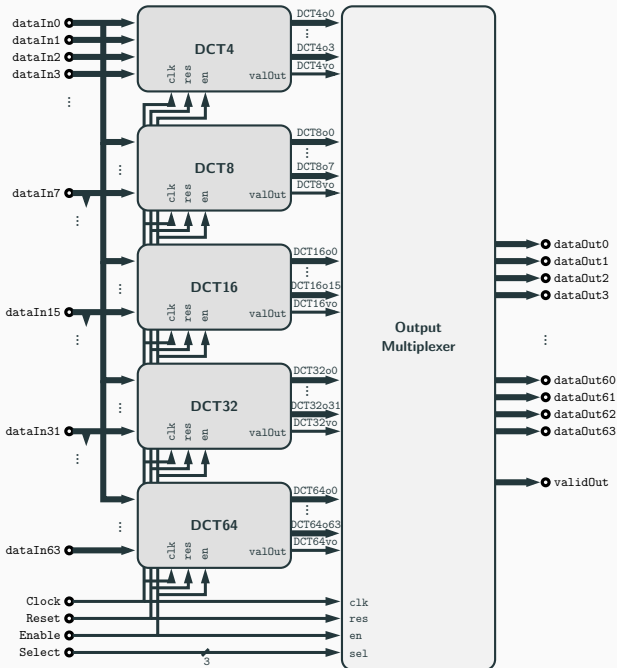 dataIn0
dataIn1
dataIn2
dataIn3
⋮
DCT4
clk
res
en
valOut
DCT4o0
⋮
DCT4o3
DCT4vo
dataIn7
⋮
⋮
DCT8
clk
res
en
valOut
DCT8o0
⋮
DCT8o7
DCT8vo
dataIn15
⋮
⋮
DCT16
clk
res
en
valOut
DCT16o0
⋮
DCT16o15
DCT16vo
dataIn31
⋮
⋮
DCT32
clk
res
en
valOut
DCT32o0
⋮
DCT32o31
DCT32vo
dataIn63
⋮
DCT64
clk
res
en
valOut
DCT64o0
⋮
DCT64o63
DCT64vo
Clock
Reset
Enable
Select
3
Output
Multiplexer
clk
res
en
sel
dataOut0
dataOut1
dataOut2
dataOut3
⋮
dataOut60
dataOut61
dataOut62
dataOut63
validOut